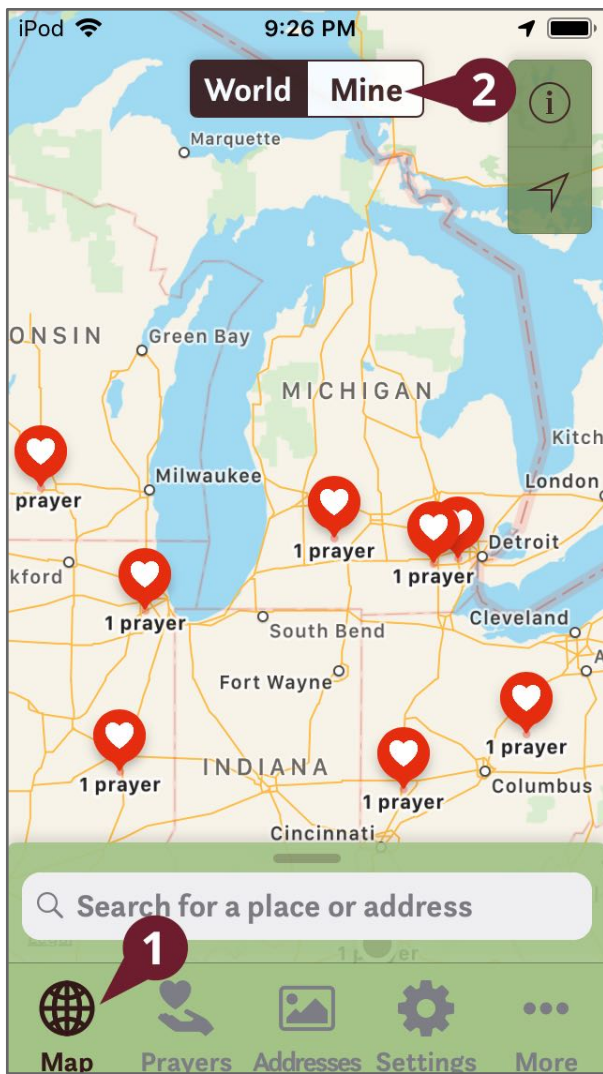 iPod 9:26 PM
World Mine 2
i
Marquette
ONSIN
Green Bay
MICHIGAN
Kitch
Milwaukee
London
prayer
1 prayer
Detroit
1 prayer
kford
1 prayer
South Bend
Cleveland
A
Fort Wayne
1 prayer
INDIANA
1 prayer
Columbus
1 prayer
Cincinnati
Search for a place or address
1
Map Prayers Addresses Settings More